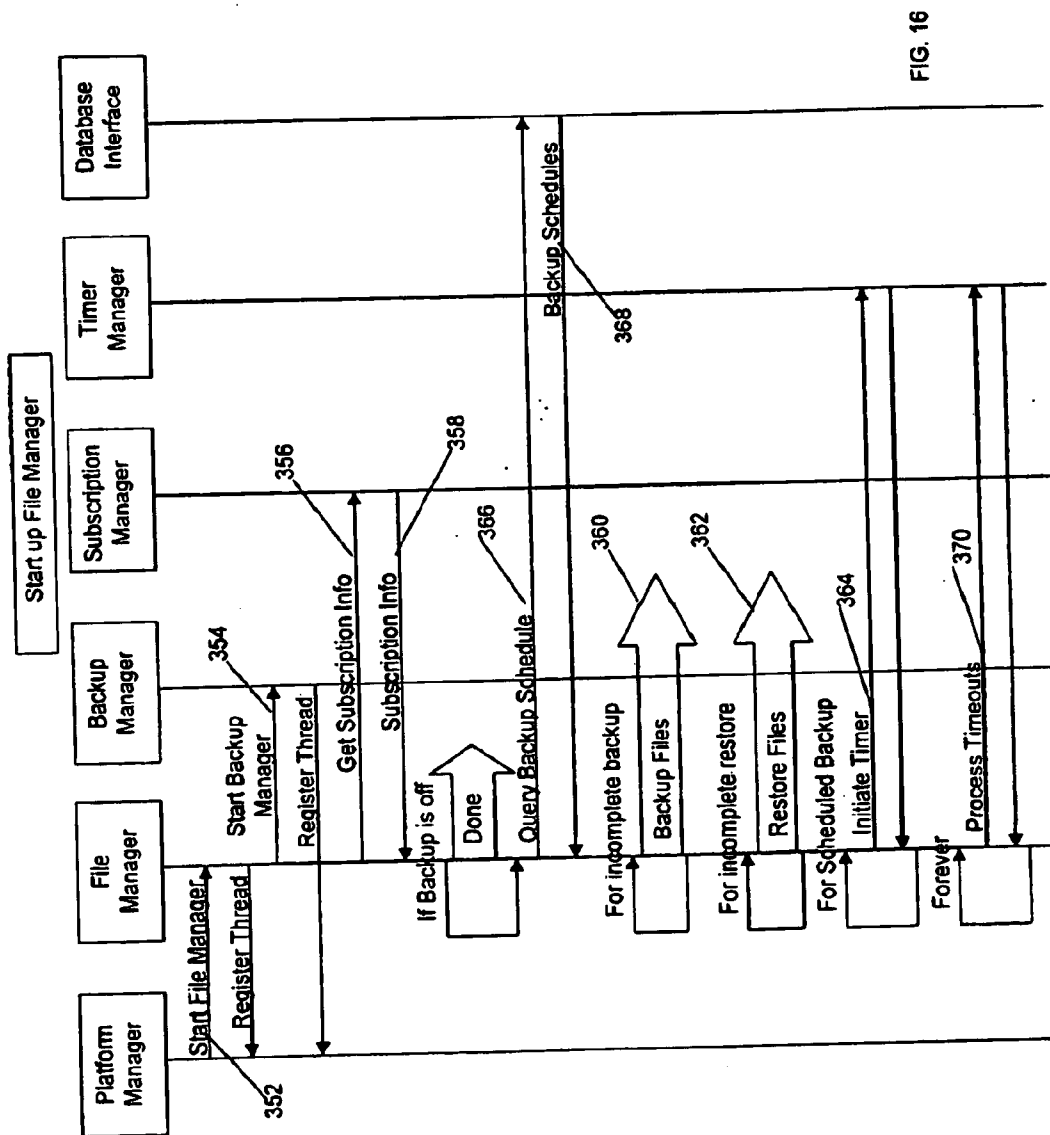 Start up File Manager
Platform
Manager
File
Manager
Backup
Manager
Subscription
Manager
Timer
Manager
Database
Interface
Start File Manager
352
Register Thread
Start Backup
Manager
354
Register Thread
Get Subscription Info
356
Subscription Info
358
If Backup is off
Done
366
Query Backup Schedule
Backup Schedules
368
For incomplete backup
Backup Files
360
For incomplete restore
Restore Files
362
For Scheduled Backup
Initiate Timer
364
Forever
Process Timeouts
370
FIG. 16